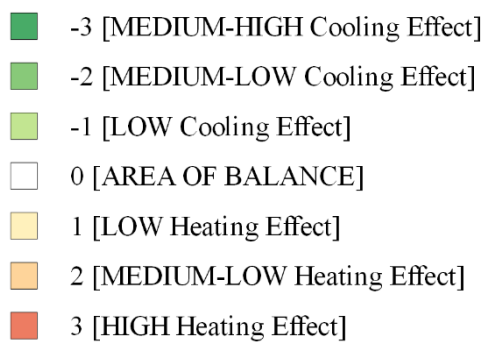 -3 [MEDIUM-HIGH Cooling Effect]
-2 [MEDIUM-LOW Cooling Effect]
-1 [LOW Cooling Effect]
0 [AREA OF BALANCE]
1 [LOW Heating Effect]
2 [MEDIUM-LOW Heating Effect]
3 [HIGH Heating Effect]